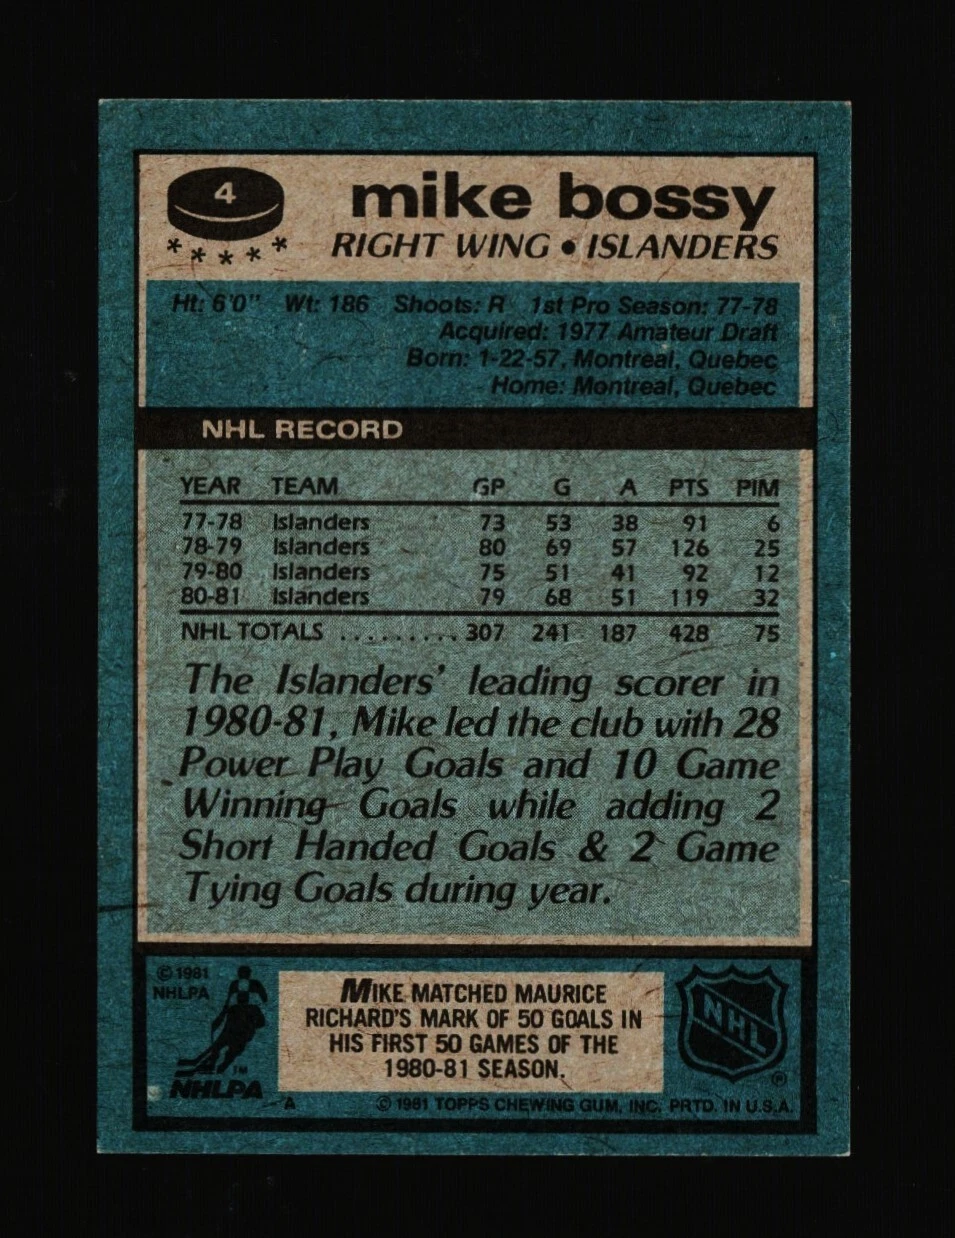 4
mike bossy
RIGHT WING • ISLANDERS
* * * * *
Ht: 6'0" Wt: 186 Shoots: R 1st Pro Season: 77-78
Acquired: 1977 Amateur Draft
Born: 1-22-57, Montreal, Quebec
Home: Montreal, Quebec
NHL RECORD
YEAR TEAM GP G A PTS PIM
77-78 Islanders 73 53 38 91 6
78-79 Islanders 80 69 57 126 25
79-80 Islanders 75 51 41 92 12
80-81 Islanders 79 68 51 119 32
NHL TOTALS ......... 307 241 187 428 75
The Islanders' leading scorer in
1980-81, Mike led the club with 28
Power Play Goals and 10 Game
Winning Goals while adding 2
Short Handed Goals & 2 Game
Tying Goals during year.
© 1981
NHLPA
TM
NHLPA
MIKE MATCHED MAURICE
RICHARD'S MARK OF 50 GOALS IN
HIS FIRST 50 GAMES OF THE
1980-81 SEASON.
NHL
®
A © 1981 TOPPS CHEWING GUM, INC. PRTD. IN U.S.A.